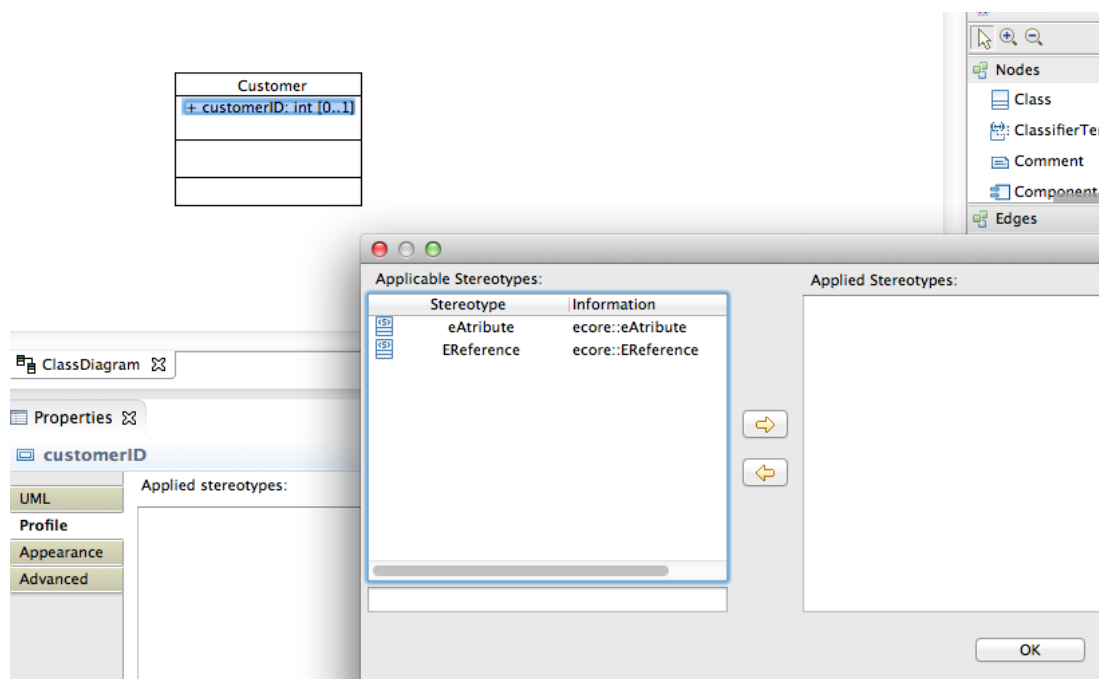 Customer
+ customerID: int [0..1]
Nodes
Class
ClassifierTe
Comment
Component
Edges
Applicable Stereotypes:
Applied Stereotypes:
Stereotype Information
eAtribute ecore::eAtribute
EReference ecore::EReference
ClassDiagram
Properties
customerID
Applied stereotypes:
UML
Profile
Appearance
Advanced
OK